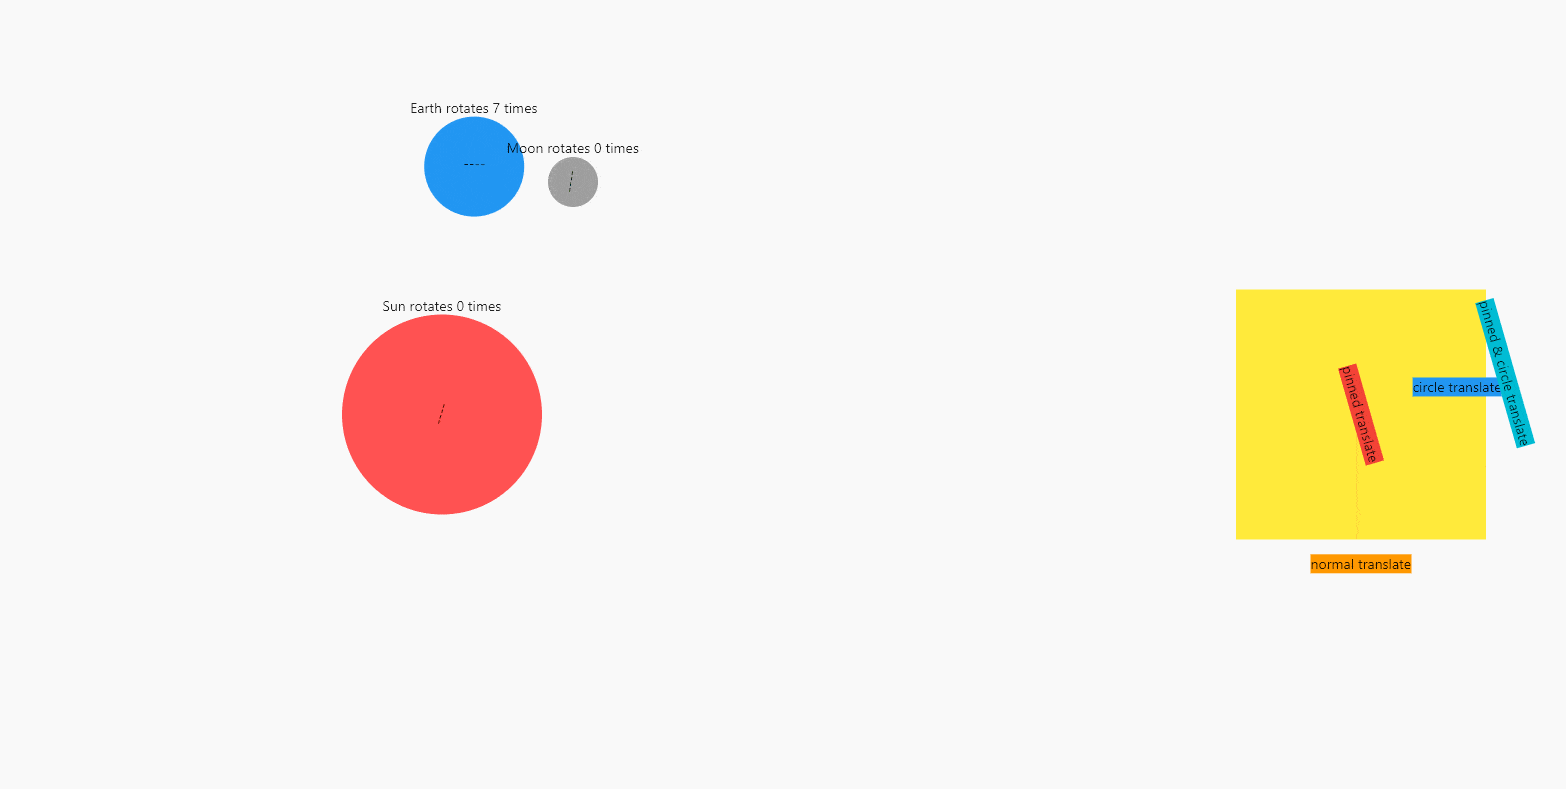 Earth rotates 7 times
Moon rotates 0 times
Sun rotates 0 times
pinned & circle translate
pinned translate
circle translate
normal translate